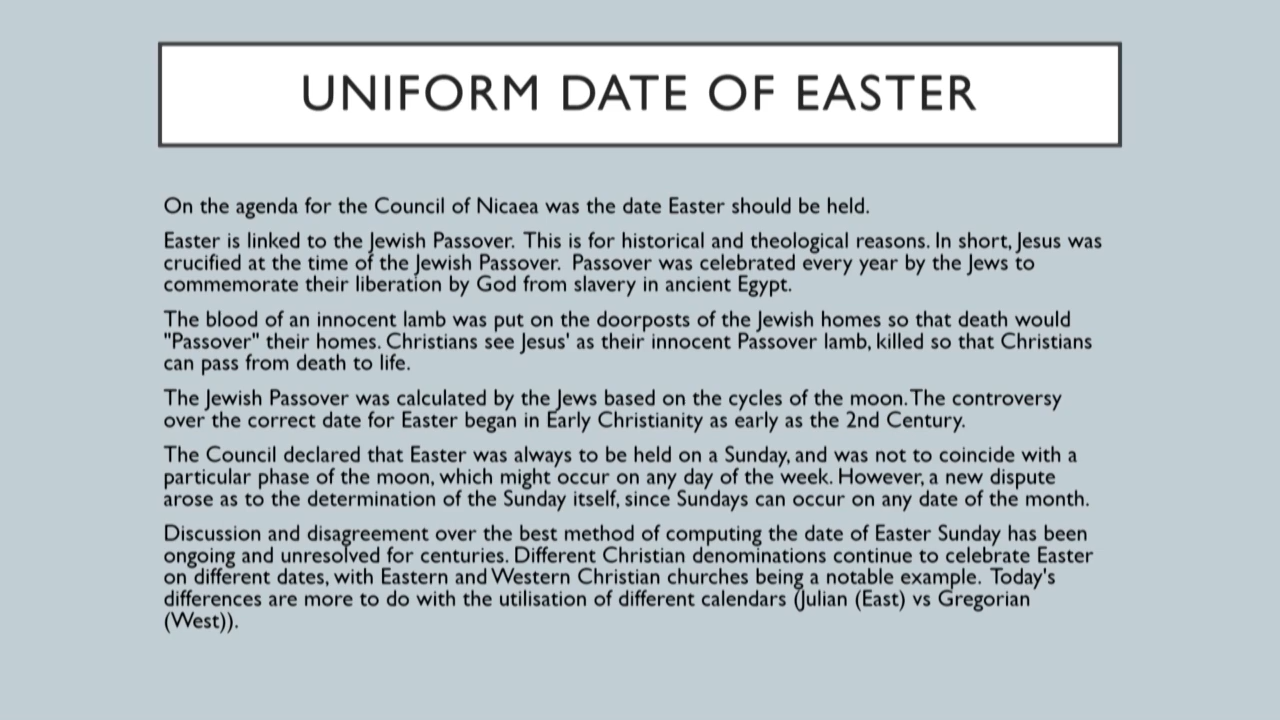 UNIFORM DATE OF EASTER
On the agenda for the Council of Nicaea was the date Easter should be held.
Easter is linked to the Jewish Passover. This is for historical and theological reasons. In short, Jesus was
crucified at the time of the Jewish Passover. Passover was celebrated every year by the Jews to
commemorate their liberation by God from slavery in ancient Egypt.
The blood of an innocent lamb was put on the doorposts of the Jewish homes so that death would
"Passover" their homes. Christians see Jesus' as their innocent Passover lamb, killed so that Christians
can pass from death to life.
The Jewish Passover was calculated by the Jews based on the cycles of the moon. The controversy
over the correct date for Easter began in Early Christianity as early as the 2nd Century.
The Council declared that Easter was always to be held on a Sunday, and was not to coincide with a
particular phase of the moon, which might occur on any day of the week. However, a new dispute
arose as to the determination of the Sunday itself, since Sundays can occur on any date of the month.
Discussion and disagreement over the best method of computing the date of Easter Sunday has been
ongoing and unresolved for centuries. Different Christian denominations continue to celebrate Easter
on different dates, with Eastern and Western Christian churches being a notable example. Today's
differences are more to do with the utilisation of different calendars (Julian (East) vs Gregorian
(West)).